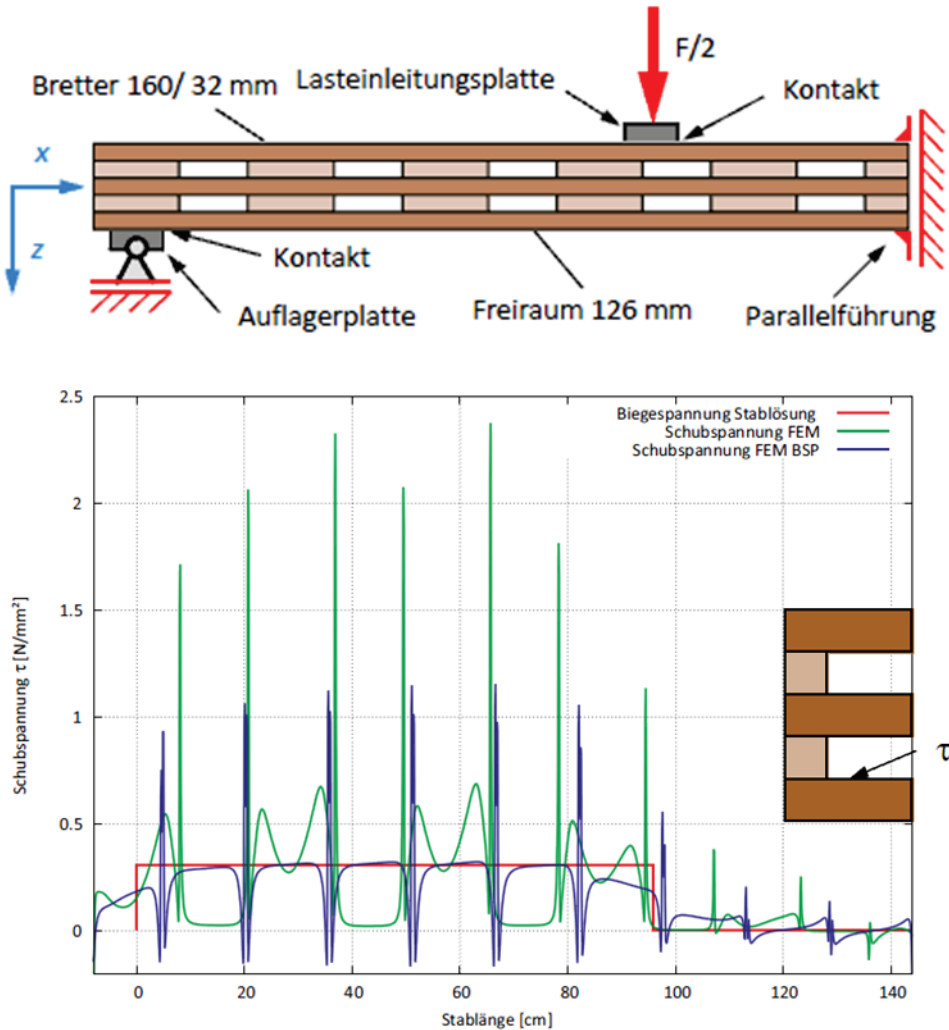 F/2
Lasteinleitungsplatte
Bretter 160/ 32 mm
Kontakt
x
z
Kontakt
Auflagerplatte
Freiraum 126 mm
Parallelführung
2.5
2
1.5
1
0.5
0
Schubspannung τ [N/mm²]
Biegespannung Stablösung
Schubspannung FEM
Schubspannung FEM BSP
τ
0
20
40
60
80
100
120
140
Stablänge [cm]